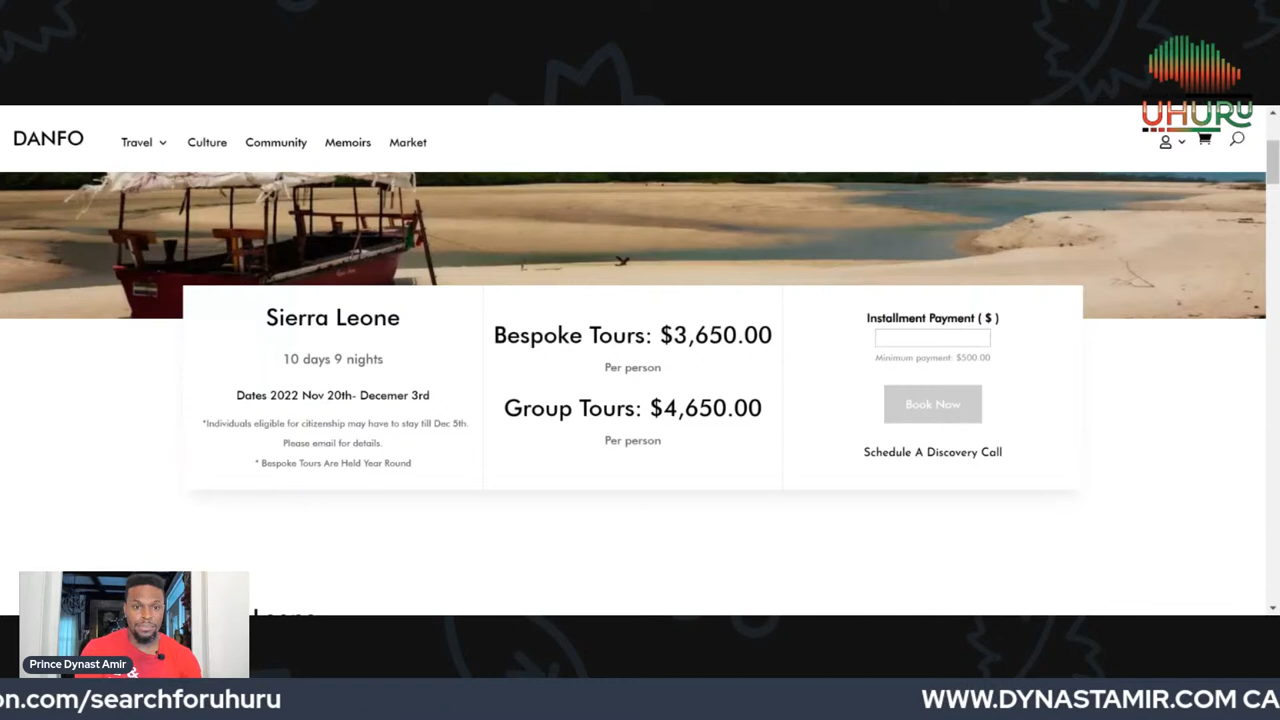 UHURU
DANFO
Travel
Culture
Community
Memoirs
Market
Sierra Leone
10 days 9 nights
Dates 2022 Nov 20th- Decemer 3rd
*Individuals eligible for citizenship may have to stay till Dec 5th.
Please email for details.
* Bespoke Tours Are Held Year Round
Bespoke Tours: $3,650.00
Per person
Group Tours: $4,650.00
Per person
Installment Payment ( $ )
Minimum payment: $500.00
Book Now
Schedule A Discovery Call
Prince Dynast Amir
on.com/searchforuhuru
WWW.DYNASTAMIR.COM CA